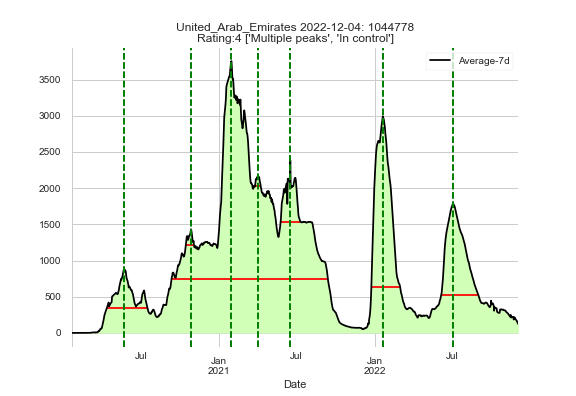 United_Arab_Emirates 2022-12-04: 1044778
Rating:4 ['Multiple peaks', 'In control']
Average-7d
3500
3000
2500
2000
1500
1000
500
0
Jul
Jan
2021
Jul
Jan
2022
Jul
Date